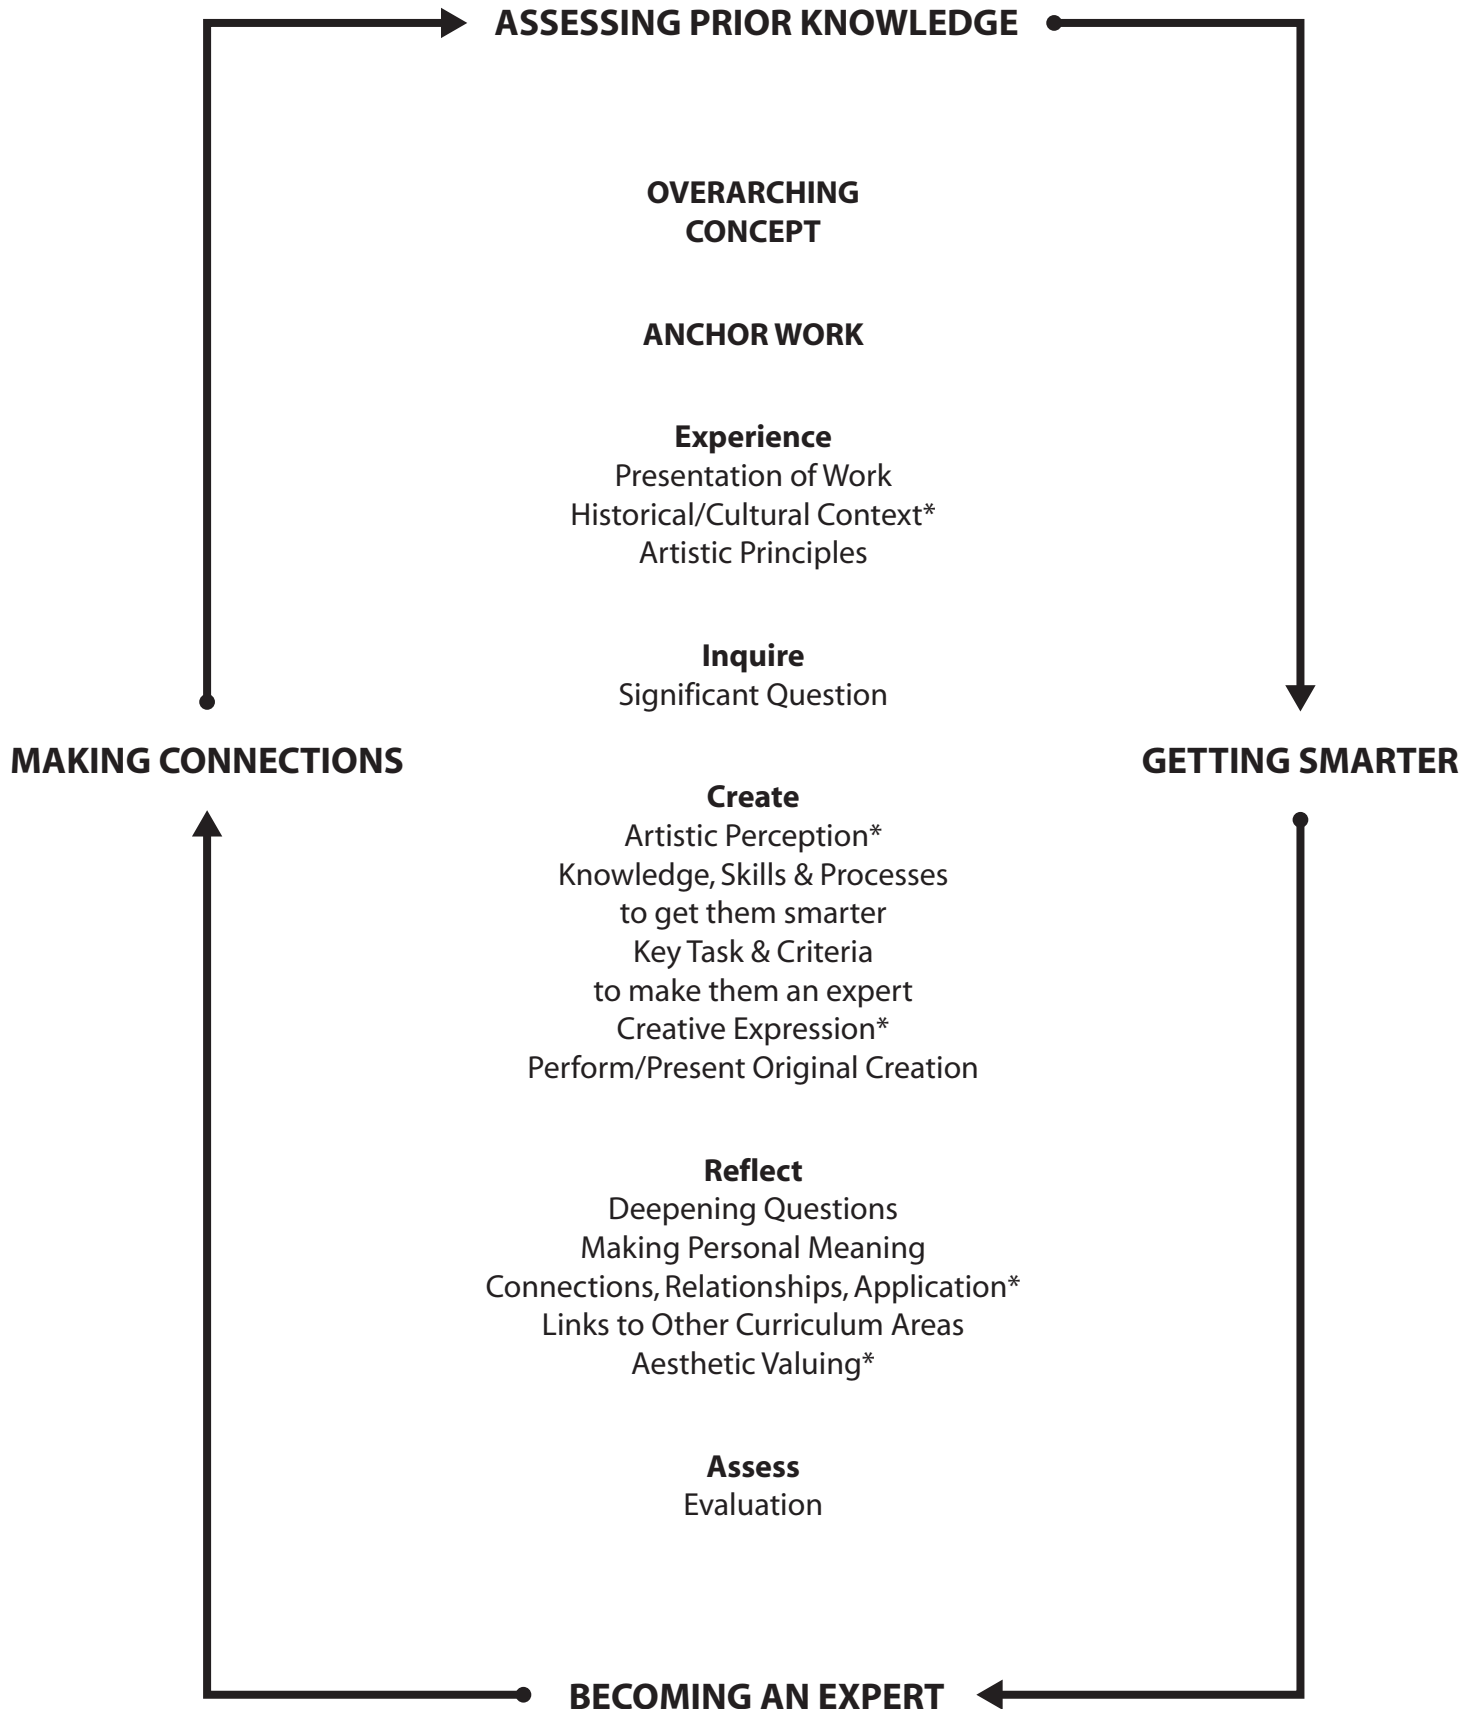 ASSESSING PRIOR KNOWLEDGE
OVERARCHING
CONCEPT
ANCHOR WORK
Experience
Presentation of Work
Historical/Cultural Context*
Artistic Principles
Inquire
Significant Question
MAKING CONNECTIONS
GETTING SMARTER
Create
Artistic Perception*
Knowledge, Skills & Processes
to get them smarter
Key Task & Criteria
to make them an expert
Creative Expression*
Perform/Present Original Creation
Reflect
Deepening Questions
Making Personal Meaning
Connections, Relationships, Application*
Links to Other Curriculum Areas
Aesthetic Valuing*
Assess
Evaluation
BECOMING AN EXPERT